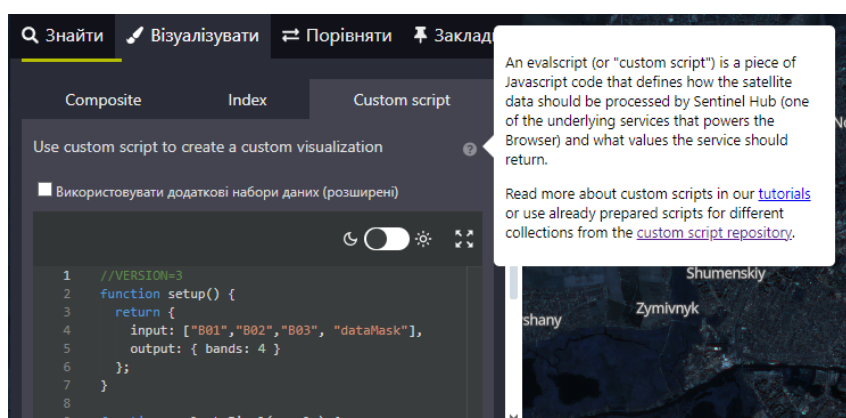 Знайти Візуалізувати Порівняти Заклад
Composite Index Custom script
Use custom script to create a custom visualization
Використовувати додаткові набори даних (розширені)
1 //VERSION=3
2 function setup() {
3 return {
4 input: ["B01","B02","B03", "dataMask"],
5 output: { bands: 4 }
6 };
7 }
8
An evalscript (or "custom script") is a piece of
Javascript code that defines how the satellite
data should be processed by Sentinel Hub (one
of the underlying services that powers the
Browser) and what values the service should
return.
Read more about custom scripts in our tutorials
or use already prepared scripts for different
collections from the custom script repository.
Shumenskiy
Zymivnyk
shany